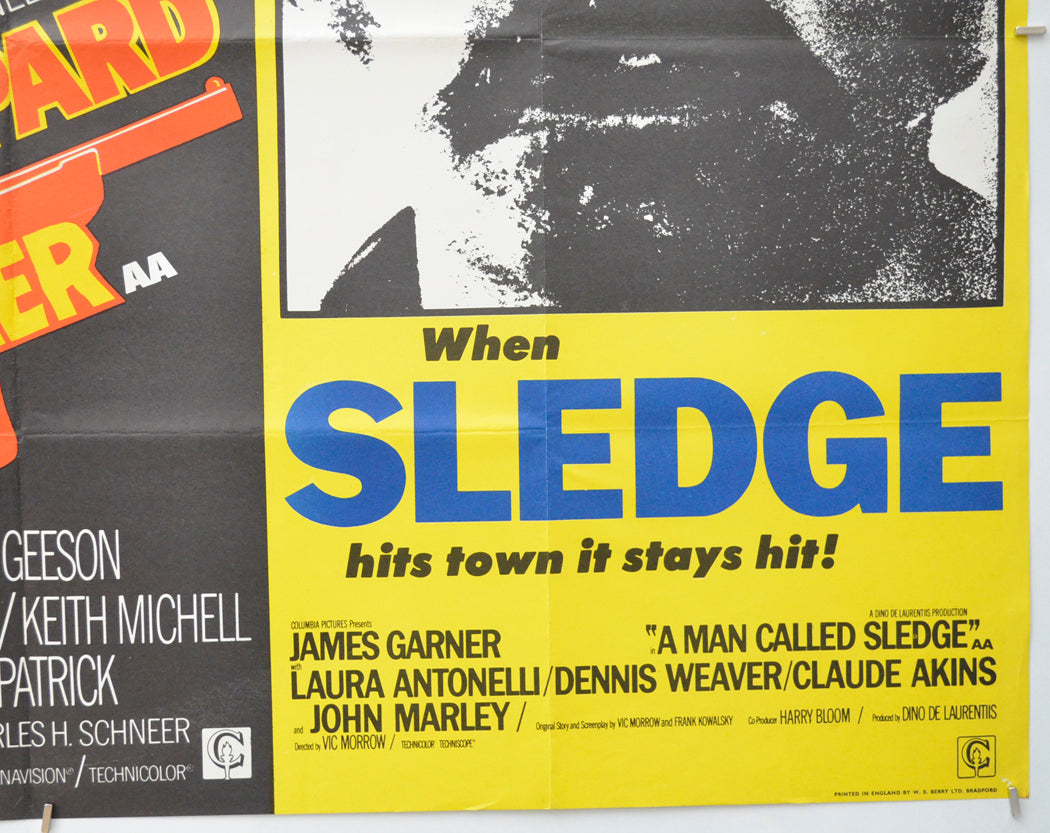 PARD
ER AA
GEESON
/ KEITH MICHELL
PATRICK
RLES H. SCHNEER
NAVISION® / TECHNICOLOR®
When
SLEDGE
hits town it stays hit!
COLUMBIA PICTURES Presents
A DINO DE LAURENTIIS PRODUCTION
JAMES GARNER in "A MAN CALLED SLEDGE" AA
with
LAURA ANTONELLI/DENNIS WEAVER/CLAUDE AKINS
and JOHN MARLEY / Original Story and Screenplay by VIC MORROW and FRANK KOWALSKY Co-Producer HARRY BLOOM / Produced by DINO DE LAURENTIIS
Directed by VIC MORROW / TECHNICOLOR® TECHNISCOPE®
PRINTED IN ENGLAND BY W. E. BERRY LTD. BRADFORD